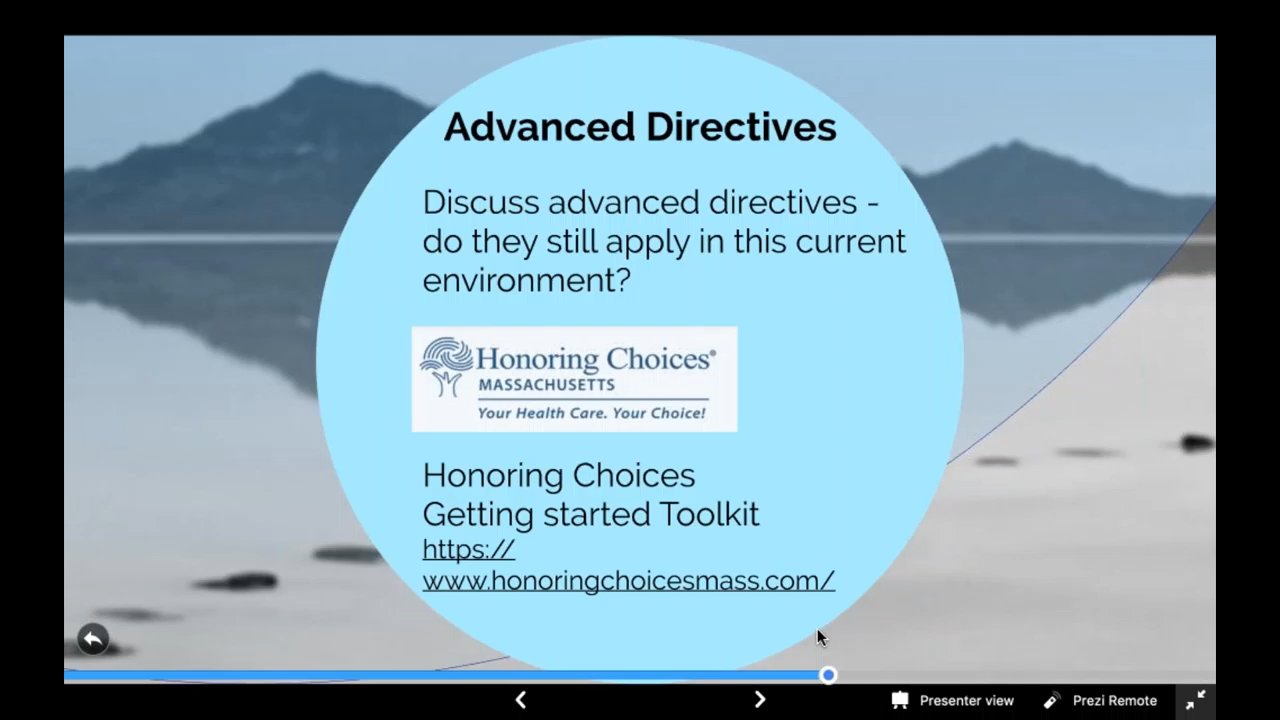 Advanced Directives
Discuss advanced directives -
do they still apply in this current
environment?
Honoring Choices®
MASSACHUSETTS
Your Health Care. Your Choice!
Honoring Choices
Getting started Toolkit
https://
www.honoringchoicesmass.com/
Presenter view
Prezi Remote